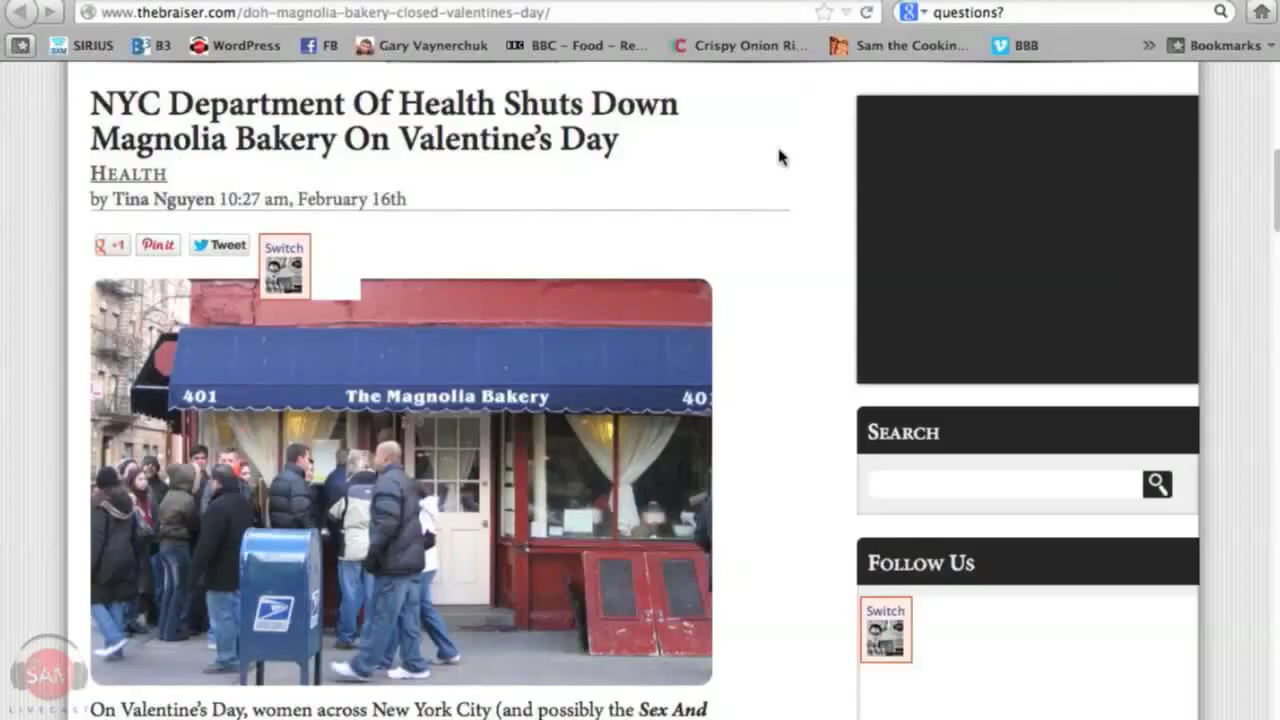 www.thebraiser.com/doh-magnolia-bakery-closed-valentines-day/
questions?
SIRIUS
B3
WordPress
FB
Gary Vaynerchuk
BBC – Food – Re...
Crispy Onion Ri...
Sam the Cookin...
BBB
Bookmarks
NYC Department Of Health Shuts Down
Magnolia Bakery On Valentine's Day
HEALTH
by Tina Nguyen 10:27 am, February 16th
+1
Pin it
Tweet
Switch
401 The Magnolia Bakery 401
SEARCH
FOLLOW US
Switch
SAM
LIVECAST
On Valentine's Day, women across New York City (and possibly the Sex And